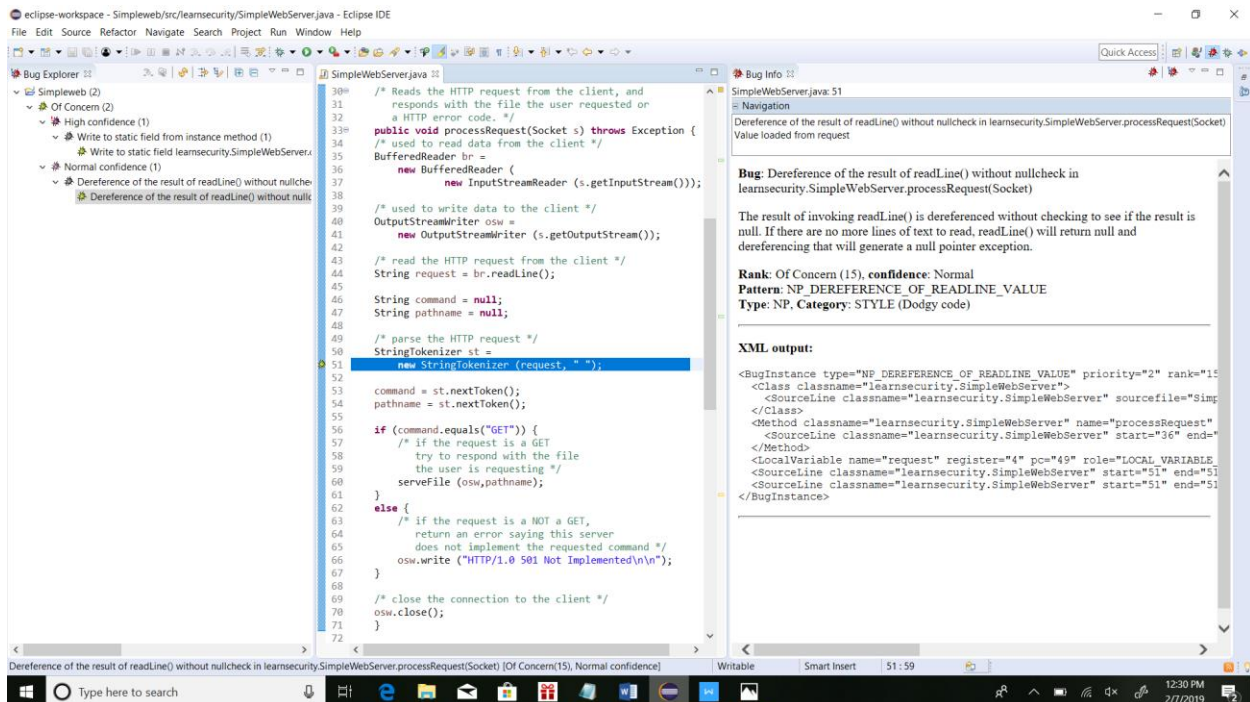 eclipse-workspace - Simpleweb/src/learnsecurity/SimpleWebServer.java - Eclipse IDE
File Edit Source Refactor Navigate Search Project Run Window Help
Quick Access
Bug Explorer
Simpleweb (2)
Of Concern (2)
High confidence (1)
Write to static field from instance method (1)
Write to static field learnsecurity.SimpleWebServer.
Normal confidence (1)
Dereference of the result of readLine() without nullche
Dereference of the result of readLine() without nullc
SimpleWebServer.java
30 /* Reads the HTTP request from the client, and
31 responds with the file the user requested or
32 a HTTP error code. */
33 public void processRequest(Socket s) throws Exception {
34 /* used to read data from the client */
35 BufferedReader br =
36 new BufferedReader (
37 new InputStreamReader (s.getInputStream()));
38
39 /* used to write data to the client */
40 OutputStreamWriter osw =
41 new OutputStreamWriter (s.getOutputStream());
42
43 /* read the HTTP request from the client */
44 String request = br.readLine();
45
46 String command = null;
47 String pathname = null;
48
49 /* parse the HTTP request */
50 StringTokenizer st =
51 new StringTokenizer (request, " ");
52
53 command = st.nextToken();
54 pathname = st.nextToken();
55
56 if (command.equals("GET")) {
57 /* if the request is a GET
58 try to respond with the file
59 the user is requesting */
60 serveFile (osw,pathname);
61 }
62 else {
63 /* if the request is a NOT a GET,
64 return an error saying this server
65 does not implement the requested command */
66 osw.write ("HTTP/1.0 501 Not Implemented\n\n");
67 }
68
69 /* close the connection to the client */
70 osw.close();
71 }
72
Bug Info
SimpleWebServer.java: 51
Navigation
Dereference of the result of readLine() without nullcheck in learnsecurity.SimpleWebServer.processRequest(Socket)
Value loaded from request
Bug: Dereference of the result of readLine() without nullcheck in
learnsecurity.SimpleWebServer.processRequest(Socket)
The result of invoking readLine() is dereferenced without checking to see if the result is
null. If there are no more lines of text to read, readLine() will return null and
dereferencing that will generate a null pointer exception.
Rank: Of Concern (15), confidence: Normal
Pattern: NP_DEREFERENCE_OF_READLINE_VALUE
Type: NP, Category: STYLE (Dodgy code)
XML output:
<BugInstance type="NP_DEREFERENCE_OF_READLINE_VALUE" priority="2" rank="15
<Class classname="learnsecurity.SimpleWebServer">
<SourceLine classname="learnsecurity.SimpleWebServer" sourcefile="Simp
</Class>
<Method classname="learnsecurity.SimpleWebServer" name="processRequest"
<SourceLine classname="learnsecurity.SimpleWebServer" start="36" end="
</Method>
<LocalVariable name="request" register="4" pc="49" role="LOCAL_VARIABLE_
<SourceLine classname="learnsecurity.SimpleWebServer" start="51" end="51
<SourceLine classname="learnsecurity.SimpleWebServer" start="51" end="51
</BugInstance>
Dereference of the result of readLine() without nullcheck in learnsecurity.SimpleWebServer.processRequest(Socket) [Of Concern(15), Normal confidence]
Writable Smart Insert 51 : 59
Type here to search
12:30 PM
2/7/2019